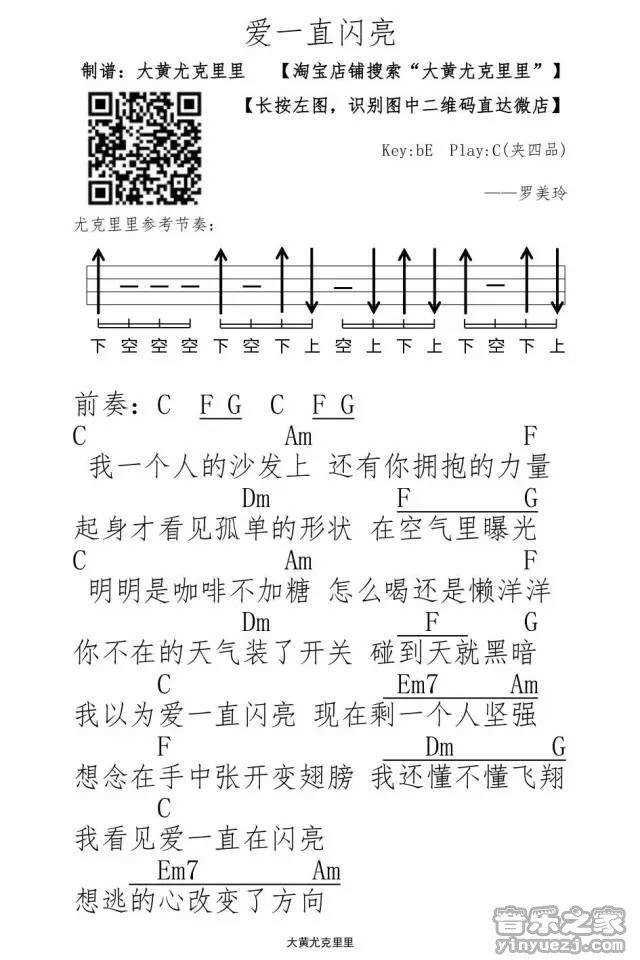 爱一直闪亮
制谱：大黄尤克里里 【淘宝店铺搜索“大黄尤克里里”】
【长按左图，识别图中二维码直达微店】
Key:bE Play:C(夹四品)
——罗美玲
尤克里里参考节奏：
下 空 空 空 下 空 下 上 空 上 下 上 下 空 下 上
前奏：C F G C F G
C Am F
我一个人的沙发上 还有你拥抱的力量
Dm F G
起身才看见孤单的形状 在空气里曝光
C Am F
明明是咖啡不加糖 怎么喝还是懒洋洋
Dm F G
你不在的天气装了开关 碰到天就黑暗
C Em7 Am
我以为爱一直闪亮 现在剩一个人坚强
F Dm G
想念在手中张开变翅膀 我还懂不懂飞翔
C
我看见爱一直在闪亮
Em7 Am
想逃的心改变了方向
大黄尤克里里
音乐之家
yinyuezj.com